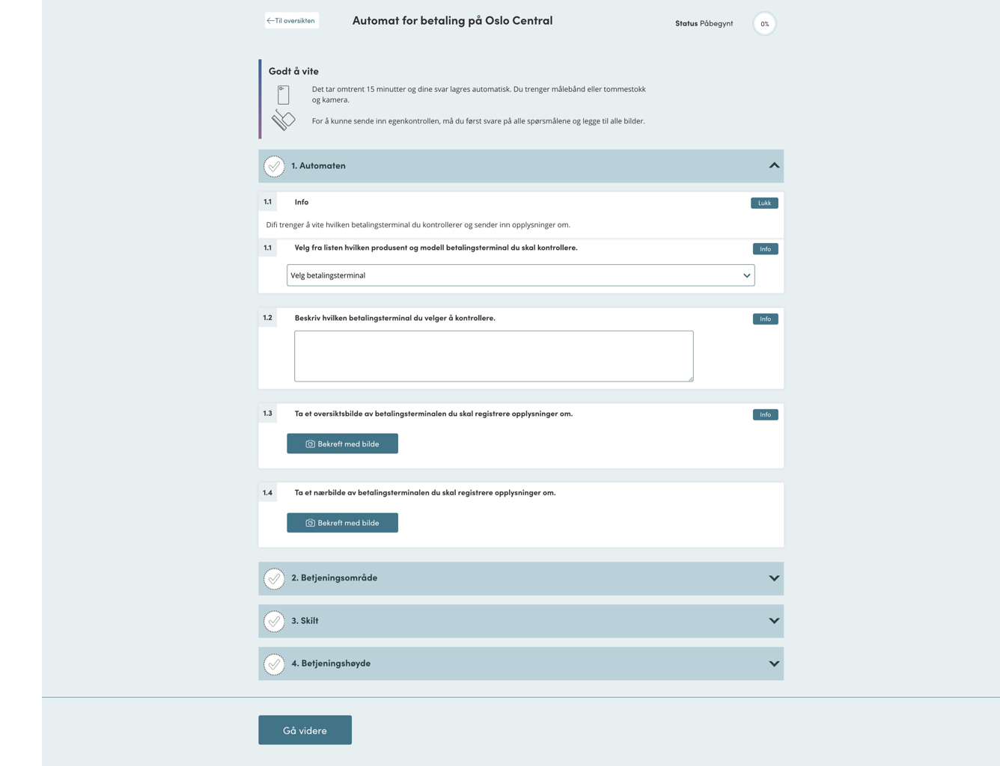 Til oversikten
Automat for betaling på Oslo Central
Status Påbegynt
0%
Godt å vite
Det tar omtrent 15 minutter og dine svar lagres automatisk. Du trenger målebånd eller tommestokk
og kamera.
For å kunne sende inn egenkontrollen, må du først svare på alle spørsmålene og legge til alle bilder.
1. Automaten
1.1 Info
Lukk
Difi trenger å vite hvilken betalingsterminal du kontrollerer og sender inn opplysninger om.
1.1 Velg fra listen hvilken produsent og modell betalingsterminal du skal kontrollere.
Info
Velg betalingsterminal
1.2 Beskriv hvilken betalingsterminal du velger å kontrollere.
Info
1.3 Ta et oversiktsbilde av betalingsterminalen du skal registrere opplysninger om.
Info
Bekreft med bilde
1.4 Ta et nærbilde av betalingsterminalen du skal registrere opplysninger om.
Bekreft med bilde
2. Betjeningsområde
3. Skilt
4. Betjeningshøyde
Gå videre